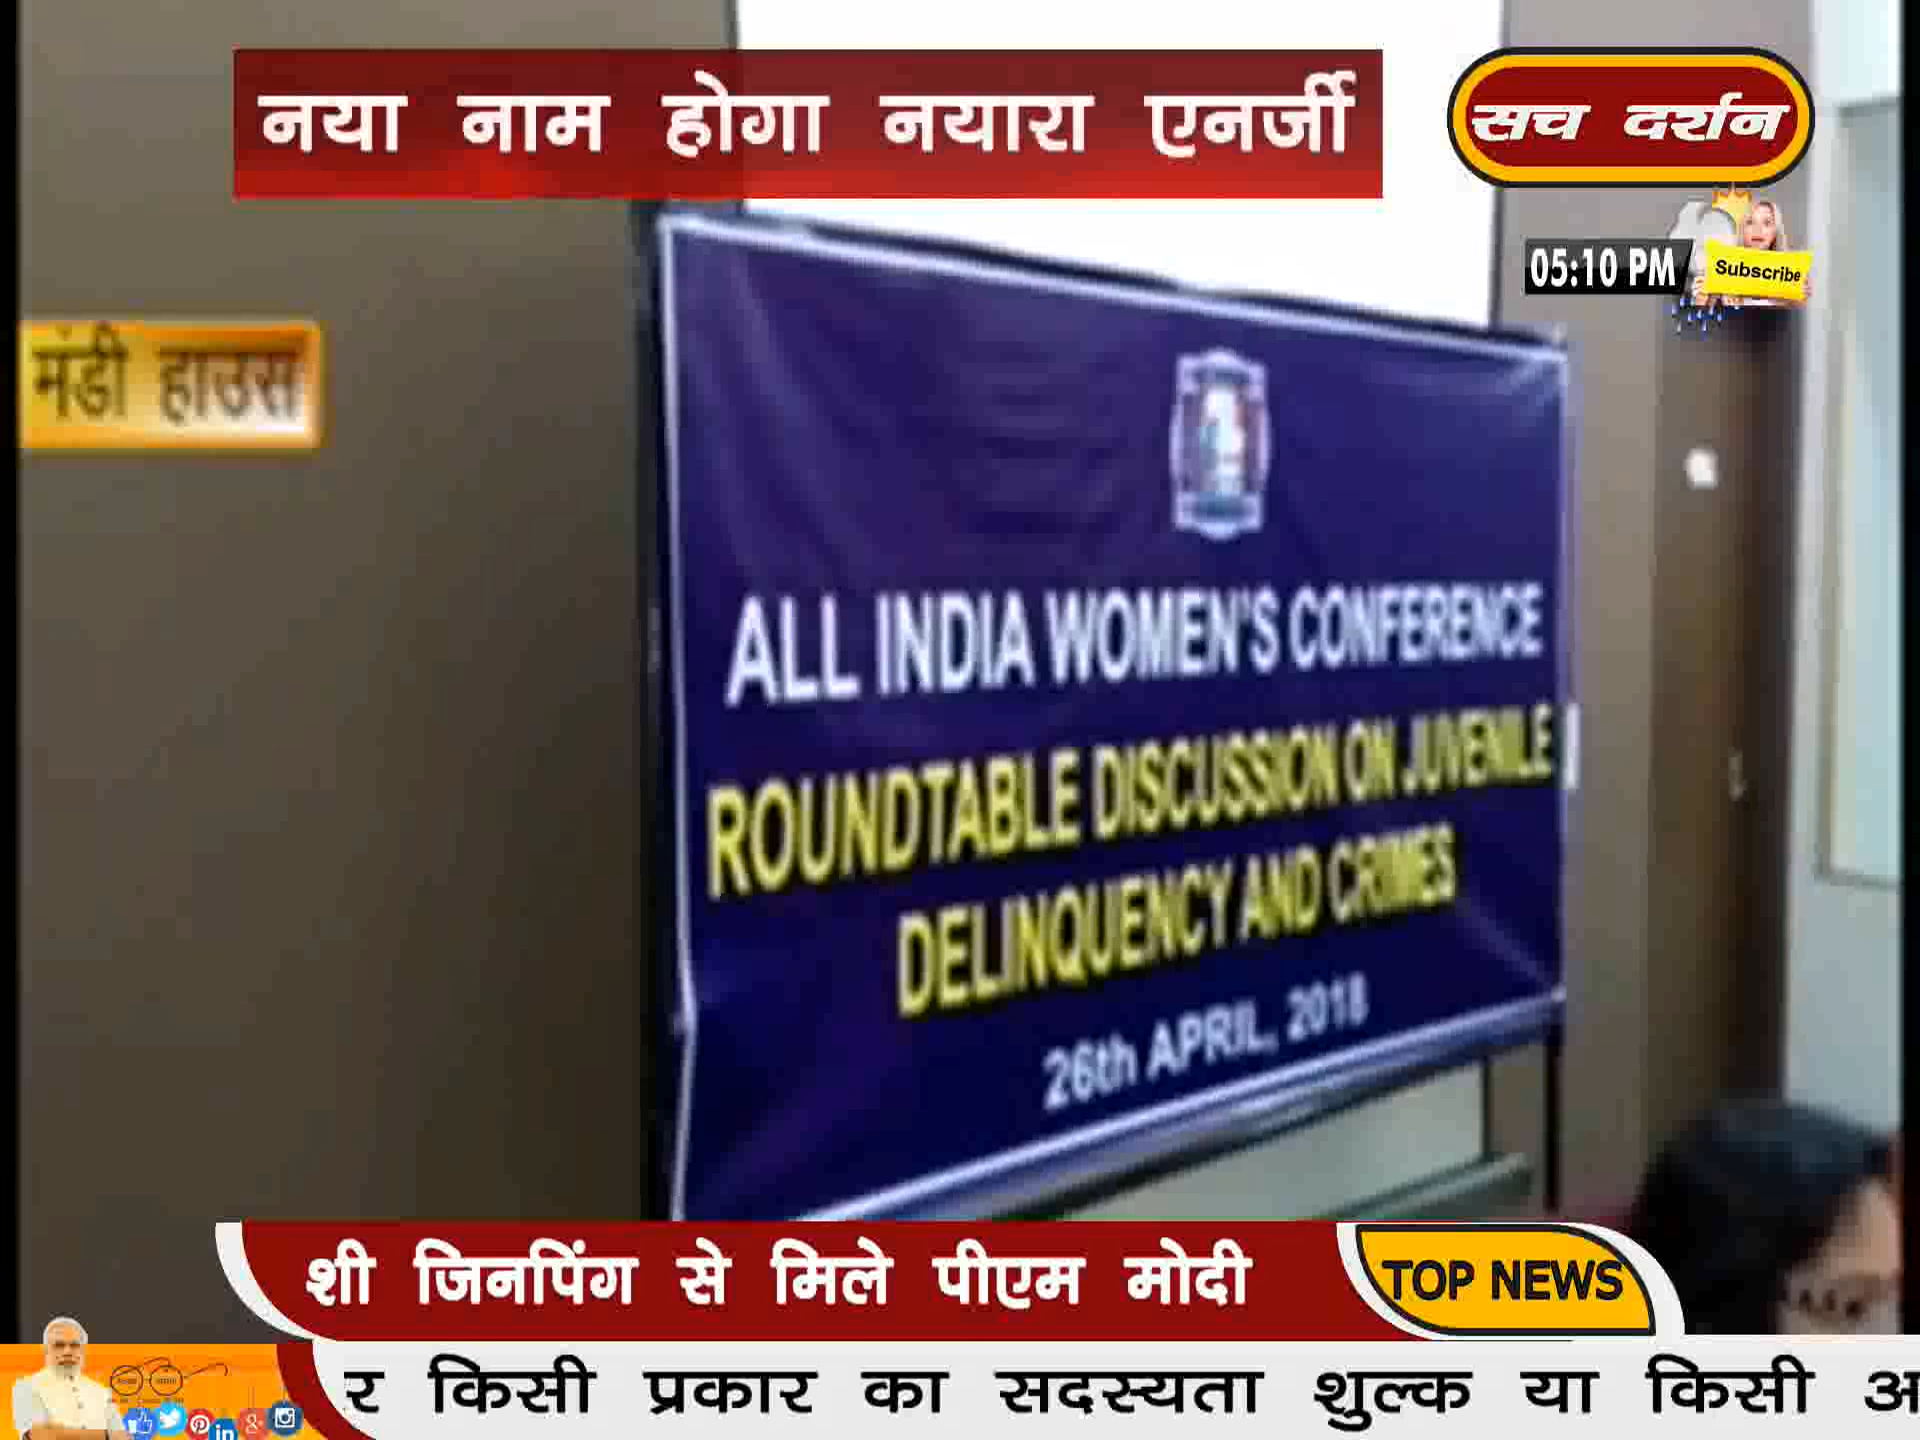 नया नाम होगा नयारा एनर्जी
सच दर्शन
05:10 PM
Subscribe
मंडी हाउस
ALL INDIA WOMEN'S CONFERENCE
ROUNDTABLE DISCUSSION ON JUVENILE
DELINQUENCY AND CRIMES
26th APRIL, 2018
शी जिनपिंग से मिले पीएम मोदी
TOP NEWS
र किसी प्रकार का सदस्यता शुल्क या किसी अ